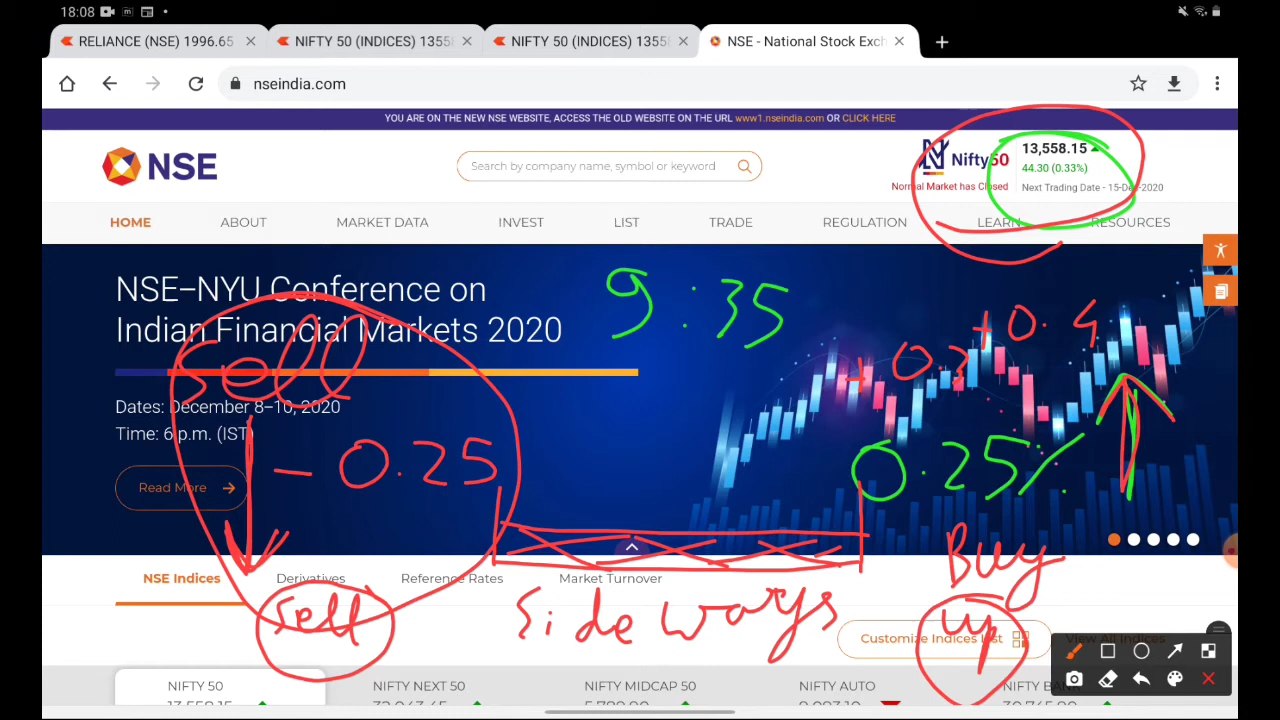 18:08
RELIANCE (NSE) 1996.65
NIFTY 50 (INDICES) 13558
NIFTY 50 (INDICES) 1355
NSE - National Stock Exch
nseindia.com
YOU ARE ON THE NEW NSE WEBSITE, ACCESS THE OLD WEBSITE ON THE URL www1.nseindia.com OR CLICK HERE
NSE
Search by company name, symbol or keyword
Nifty50
13,558.15
44.30 (0.33%)
Normal Market has Closed
Next Trading Date - 15-Dec-2020
HOME ABOUT MARKET DATA INVEST LIST TRADE REGULATION LEARN RESOURCES
NSE–NYU Conference on
Indian Financial Markets 2020
9:35
+0.3
+0.4
Sell
Dates: December 8–10, 2020
Time: 6 p.m. (IST)
- 0.25
0.25%
Read More
Buy
NSE Indices Derivatives Reference Rates Market Turnover
Sell
Side ways
up
Customize Indices List
View All Indices
NIFTY 50 NIFTY NEXT 50 NIFTY MIDCAP 50 NIFTY AUTO NIFTY BANK
13,558.15